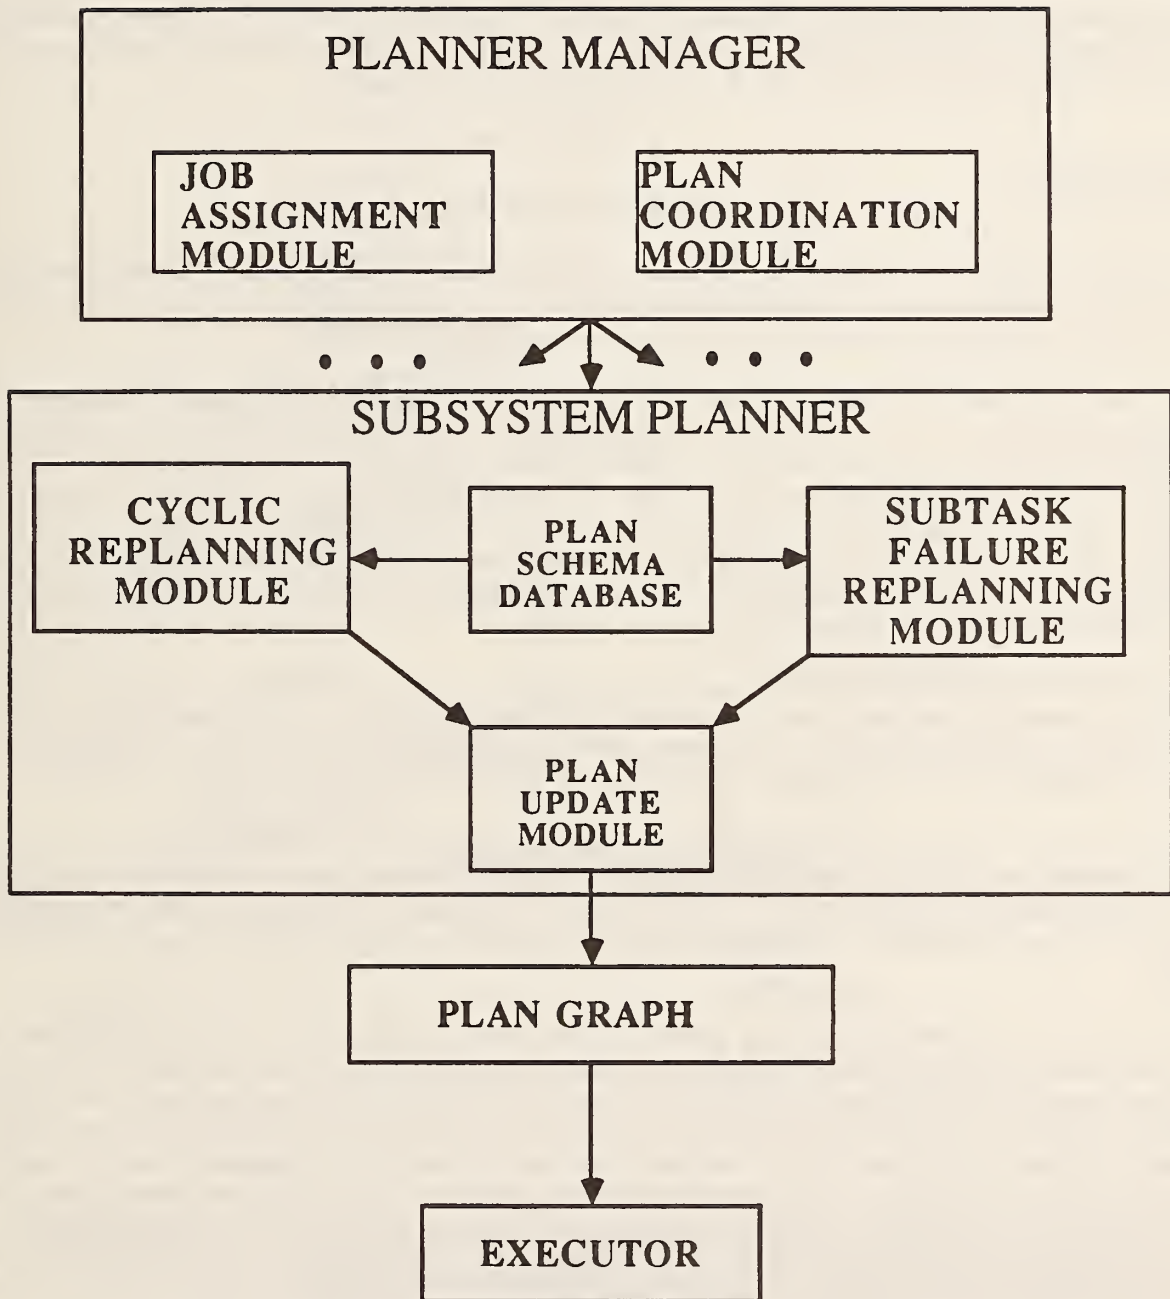 PLANNER MANAGER
JOB
ASSIGNMENT
MODULE
PLAN
COORDINATION
MODULE
SUBSYSTEM PLANNER
CYCLIC
REPLANNING
MODULE
PLAN
SCHEMA
DATABASE
SUBTASK
FAILURE
REPLANNING
MODULE
PLAN
UPDATE
MODULE
PLAN GRAPH
EXECUTOR